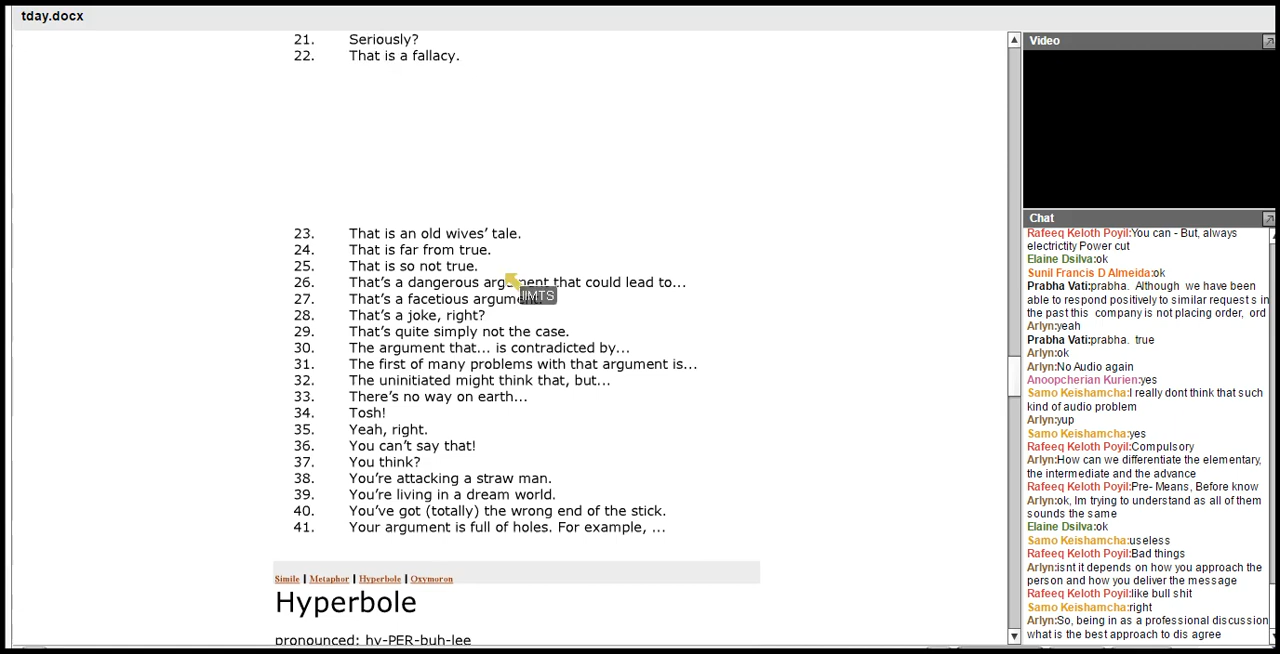 tday.docx
21. Seriously?
22. That is a fallacy.
23. That is an old wives’ tale.
24. That is far from true.
25. That is so not true.
26. That’s a dangerous argument that could lead to...
IIMTS
27. That’s a facetious argument.
28. That’s a joke, right?
29. That’s quite simply not the case.
30. The argument that... is contradicted by...
31. The first of many problems with that argument is...
32. The uninitiated might think that, but...
33. There’s no way on earth...
34. Tosh!
35. Yeah, right.
36. You can’t say that!
37. You think?
38. You’re attacking a straw man.
39. You’re living in a dream world.
40. You’ve got (totally) the wrong end of the stick.
41. Your argument is full of holes. For example, ...
Simile | Metaphor | Hyperbole | Oxymoron
Hyperbole
pronounced: hy-PER-buh-lee
Video
Chat
Rafeeq Keloth Poyil:You can - But, always
electrictity Power cut
Elaine Dsilva:ok
Sunil Francis D Almeida:ok
Prabha Vati:prabha. Although we have been
able to respond positively to similar request s in
the past this company is not placing order, ord
Arlyn:yeah
Prabha Vati:prabha. true
Arlyn:ok
Arlyn:No Audio again
Anoopcherian Kurien:yes
Samo Keishamcha:I really dont think that such
kind of audio problem
Arlyn:yup
Samo Keishamcha:yes
Rafeeq Keloth Poyil:Compulsory
Arlyn:How can we differentiate the elementary,
the intermediate and the advance
Rafeeq Keloth Poyil:Pre- Means, Before know
Arlyn:ok, Im trying to understand as all of them
sounds the same
Elaine Dsilva:ok
Samo Keishamcha:useless
Rafeeq Keloth Poyil:Bad things
Arlyn:isnt it depends on how you approach the
person and how you deliver the message
Rafeeq Keloth Poyil:like bull shit
Samo Keishamcha:right
Arlyn:So, being in as a professional discussion
what is the best approach to dis agree